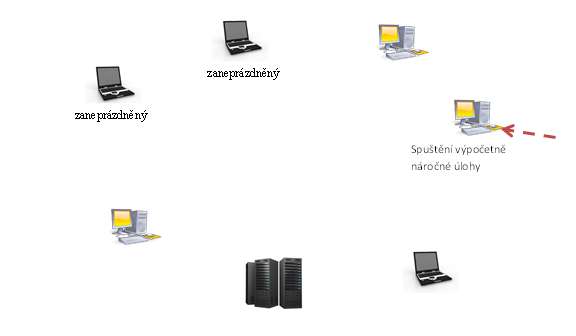 zaneprázdněný
zaneprázdněný
Spuštění výpočetně
náročné úlohy